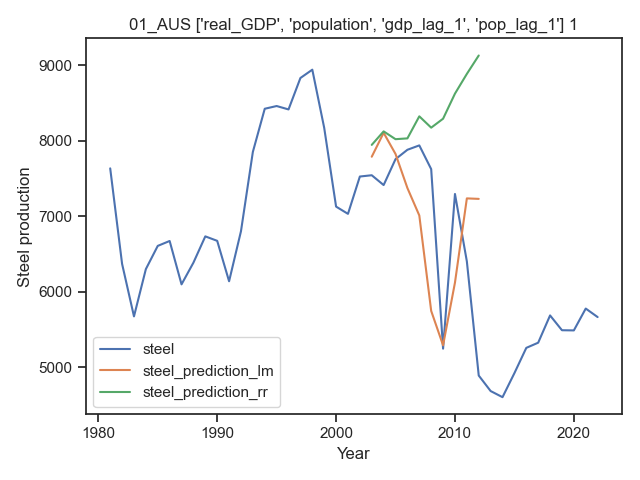 01_AUS ['real_GDP', 'population', 'gdp_lag_1', 'pop_lag_1'] 1
9000
8000
7000
6000
5000
Steel production
steel
steel_prediction_lm
steel_prediction_rr
1980
1990
2000
2010
2020
Year